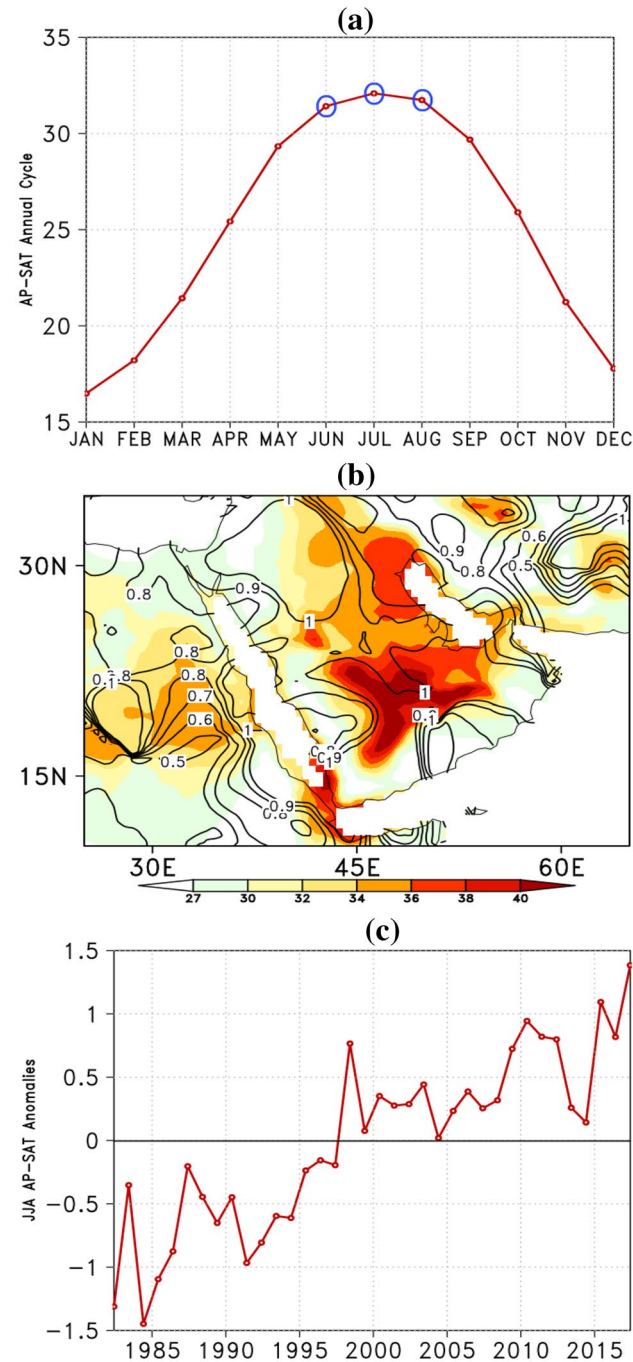 (a)
35
30
25
20
15
AP-SAT Annual Cycle
JAN FEB MAR APR MAY JUN JUL AUG SEP OCT NOV DEC
(b)
30N
15N
1
0.9
0.8
0.6
0.5
1
0.8
0.9
1
0.8
0.8
0.7
0.6
0.5
1
1
0.9
0.8
30E 45E 60E
27 30 32 34 36 38 40
(c)
1.5
1
0.5
0
−0.5
−1
−1.5
JJA AP-SAT Anomalies
1985 1990 1995 2000 2005 2010 2015